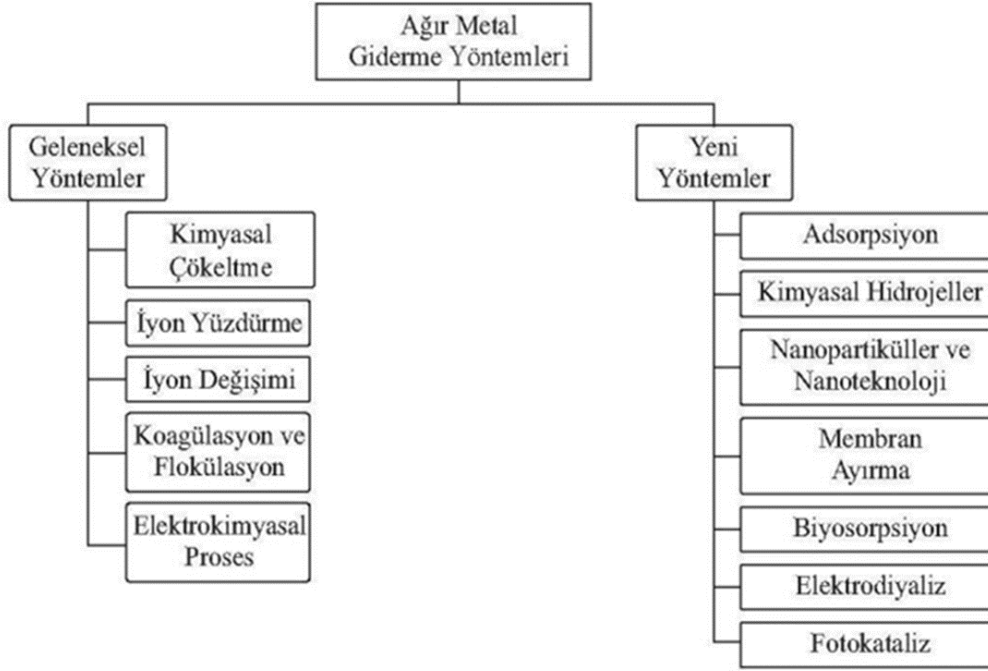 Ağır Metal
Giderme Yöntemleri
Geleneksel
Yöntemler
Kimyasal
Çökeltme
İyon Yüzdürme
İyon Değişimi
Koagülasyon ve
Flokülasyon
Elektrokimyasal
Proses
Yeni
Yöntemler
Adsorpsiyon
Kimyasal Hidrojeller
Nanopartiküller ve
Nanoteknoloji
Membran
Ayırma
Biyosorpsiyon
Elektrodiyaliz
Fotokataliz